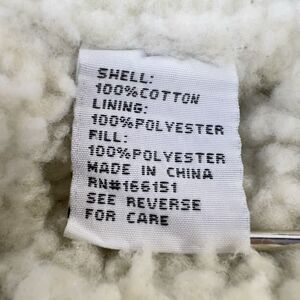 SHELL:
100%COTTON
LINING:
100%POLYESTER
FILL:
100%POLYESTER
MADE IN CHINA
RN#166151
SEE REVERSE
FOR CARE